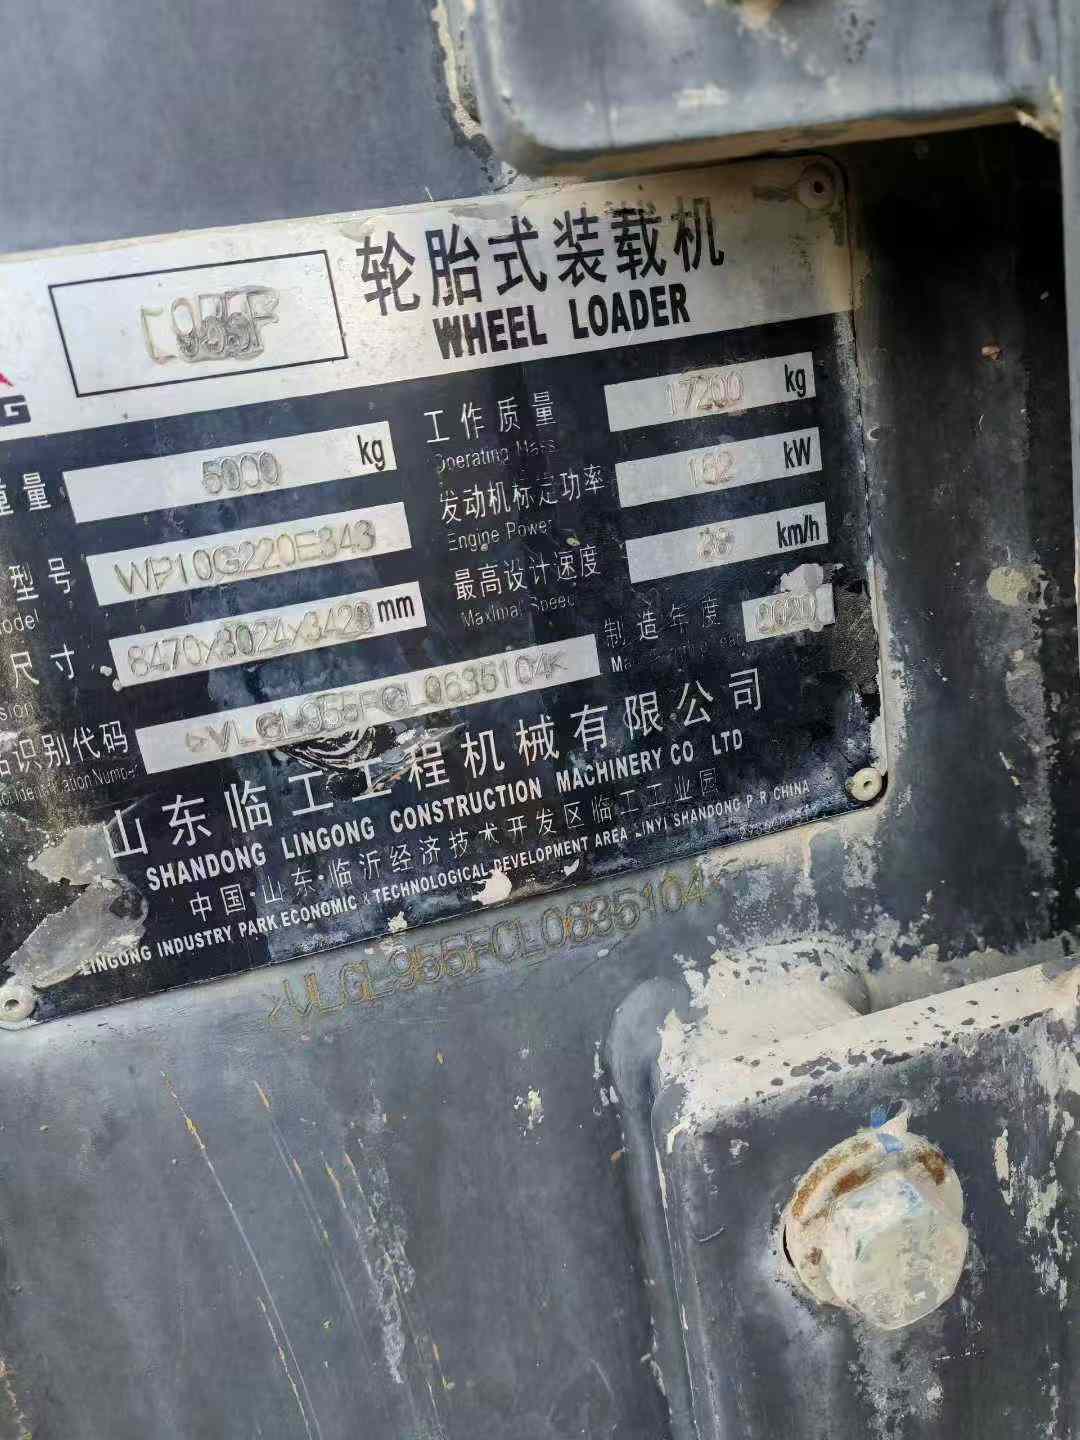 轮胎式装载机
WHEEL LOADER
G
重量 5000 kg
工作质量 17200 kg
Operating Mass
型号 WP10G220E343
odel
发动机标定功率 162 kW
Engine Power
尺寸 8470x3024x3428 mm
sion
最高设计速度 38 km/h
Maximal Speed
制造年度 2020
识别代码
山东临工工程机械有限公司
SHANDONG LINGONG CONSTRUCTION MACHINERY CO LTD
中国·山东·临沂经济技术开发区临工工业园
LINGONG INDUSTRY PARK ECONOMIC & TECHNOLOGICAL DEVELOPMENT AREA LINYI SHANDONG P R CHINA